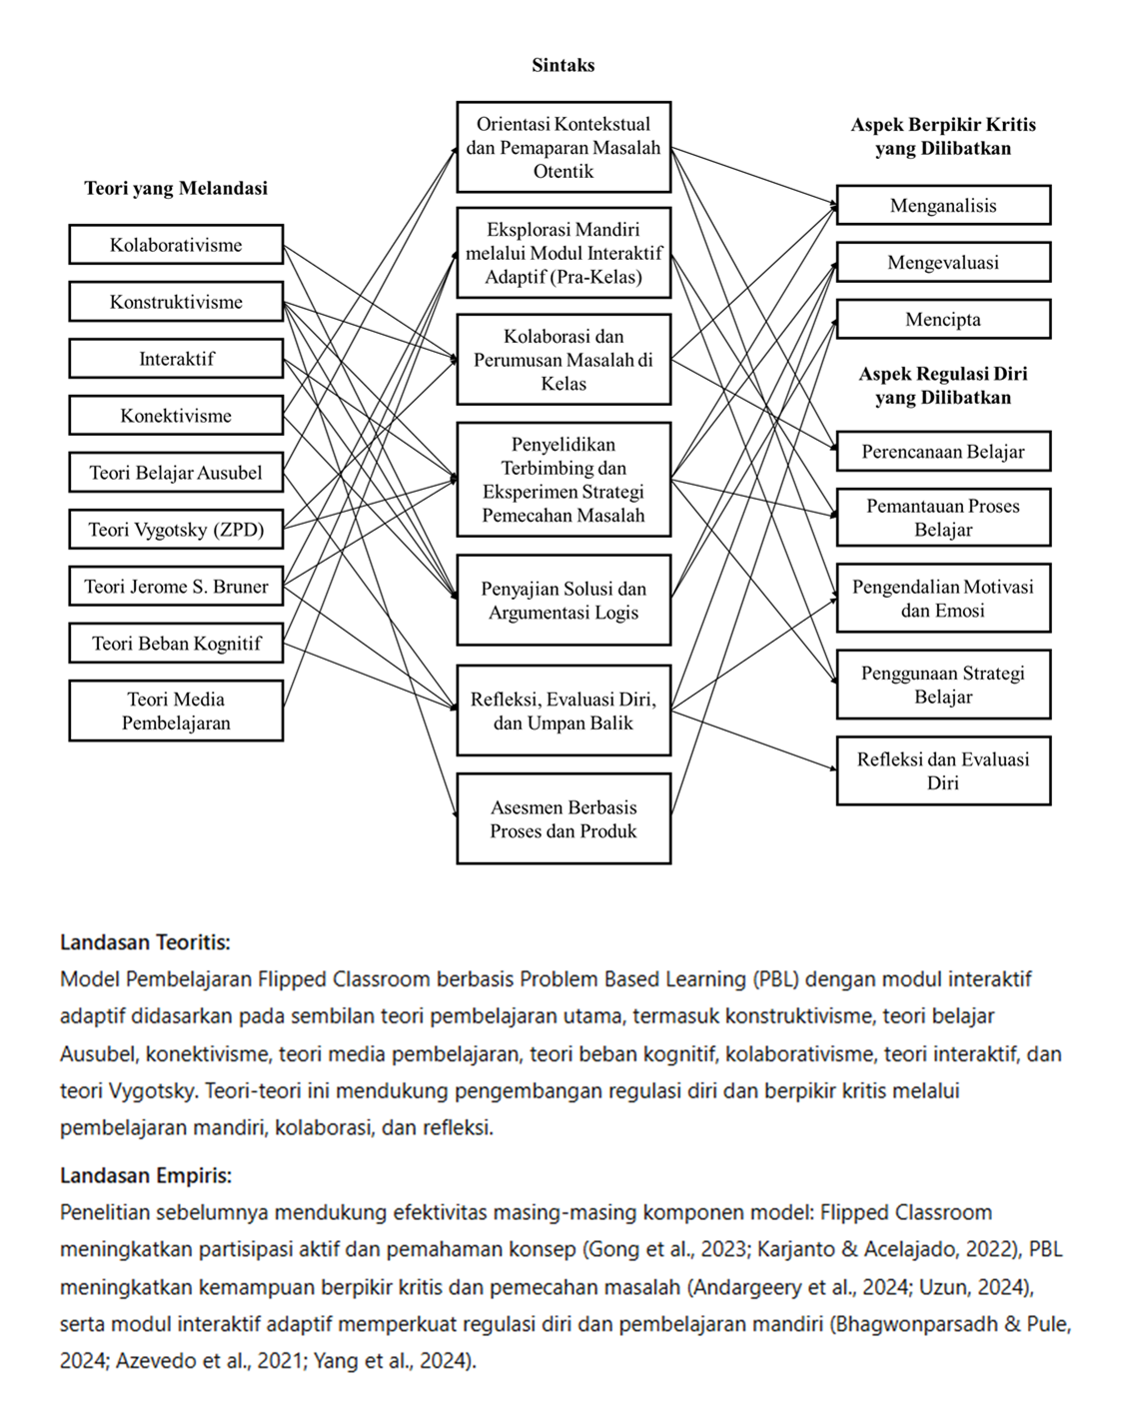 Sintaks
Teori yang Melandasi
Kolaborativisme
Konstruktivisme
Interaktif
Konektivisme
Teori Belajar Ausubel
Teori Vygotsky (ZPD)
Teori Jerome S. Bruner
Teori Beban Kognitif
Teori Media
Pembelajaran
Orientasi Kontekstual
dan Pemaparan Masalah
Otentik
Eksplorasi Mandiri
melalui Modul Interaktif
Adaptif (Pra-Kelas)
Kolaborasi dan
Perumusan Masalah di
Kelas
Penyelidikan
Terbimbing dan
Eksperimen Strategi
Pemecahan Masalah
Penyajian Solusi dan
Argumentasi Logis
Refleksi, Evaluasi Diri,
dan Umpan Balik
Asesmen Berbasis
Proses dan Produk
Aspek Berpikir Kritis
yang Dilibatkan
Menganalisis
Mengevaluasi
Mencipta
Aspek Regulasi Diri
yang Dilibatkan
Perencanaan Belajar
Pemantauan Proses
Belajar
Pengendalian Motivasi
dan Emosi
Penggunaan Strategi
Belajar
Refleksi dan Evaluasi
Diri
Landasan Teoritis:
Model Pembelajaran Flipped Classroom berbasis Problem Based Learning (PBL) dengan modul interaktif
adaptif didasarkan pada sembilan teori pembelajaran utama, termasuk konstruktivisme, teori belajar
Ausubel, konektivisme, teori media pembelajaran, teori beban kognitif, kolaborativisme, teori interaktif, dan
teori Vygotsky. Teori-teori ini mendukung pengembangan regulasi diri dan berpikir kritis melalui
pembelajaran mandiri, kolaborasi, dan refleksi.
Landasan Empiris:
Penelitian sebelumnya mendukung efektivitas masing-masing komponen model: Flipped Classroom
meningkatkan partisipasi aktif dan pemahaman konsep (Gong et al., 2023; Karjanto & Acelajado, 2022), PBL
meningkatkan kemampuan berpikir kritis dan pemecahan masalah (Andargeery et al., 2024; Uzun, 2024),
serta modul interaktif adaptif memperkuat regulasi diri dan pembelajaran mandiri (Bhagwonparsadh & Pule,
2024; Azevedo et al., 2021; Yang et al., 2024).